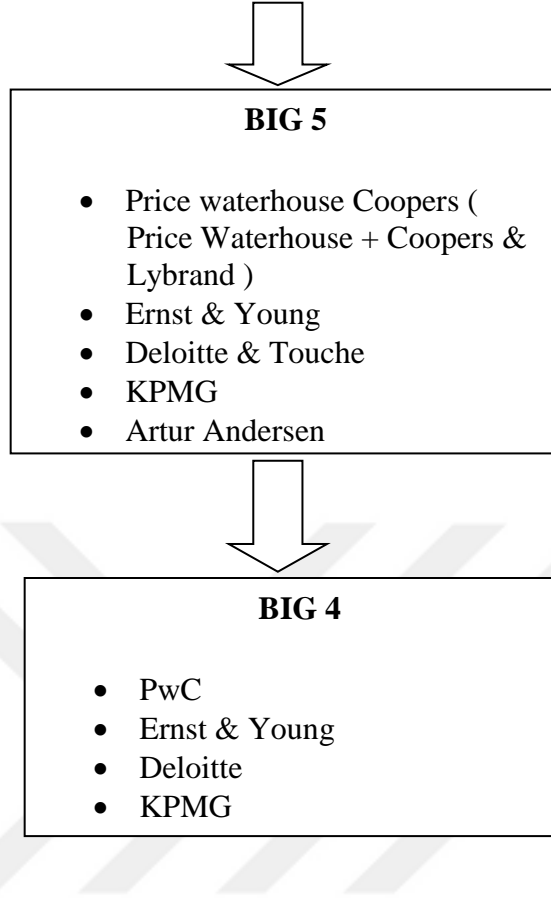 BIG 5
• Price waterhouse Coopers (
Price Waterhouse + Coopers &
Lybrand )
• Ernst & Young
• Deloitte & Touche
• KPMG
• Artur Andersen
BIG 4
• PwC
• Ernst & Young
• Deloitte
• KPMG